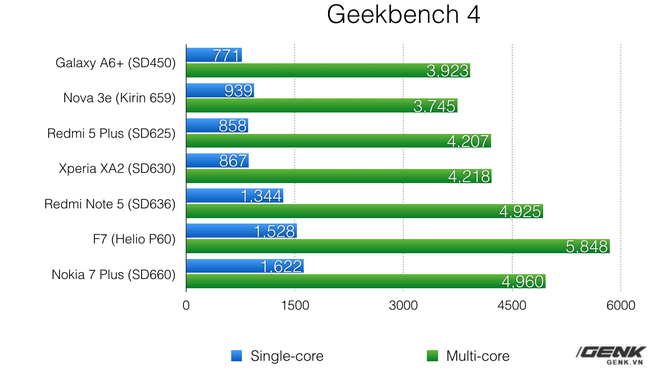 Geekbench 4
Galaxy A6+ (SD450)
771
3,923
Nova 3e (Kirin 659)
939
3,745
Redmi 5 Plus (SD625)
858
4,207
Xperia XA2 (SD630)
867
4,218
Redmi Note 5 (SD636)
1,344
4,925
F7 (Helio P60)
1,528
5,848
Nokia 7 Plus (SD660)
1,622
4,960
0 1500 3000 4500 6000
Single-core Multi-core
GENK
GENK.VN